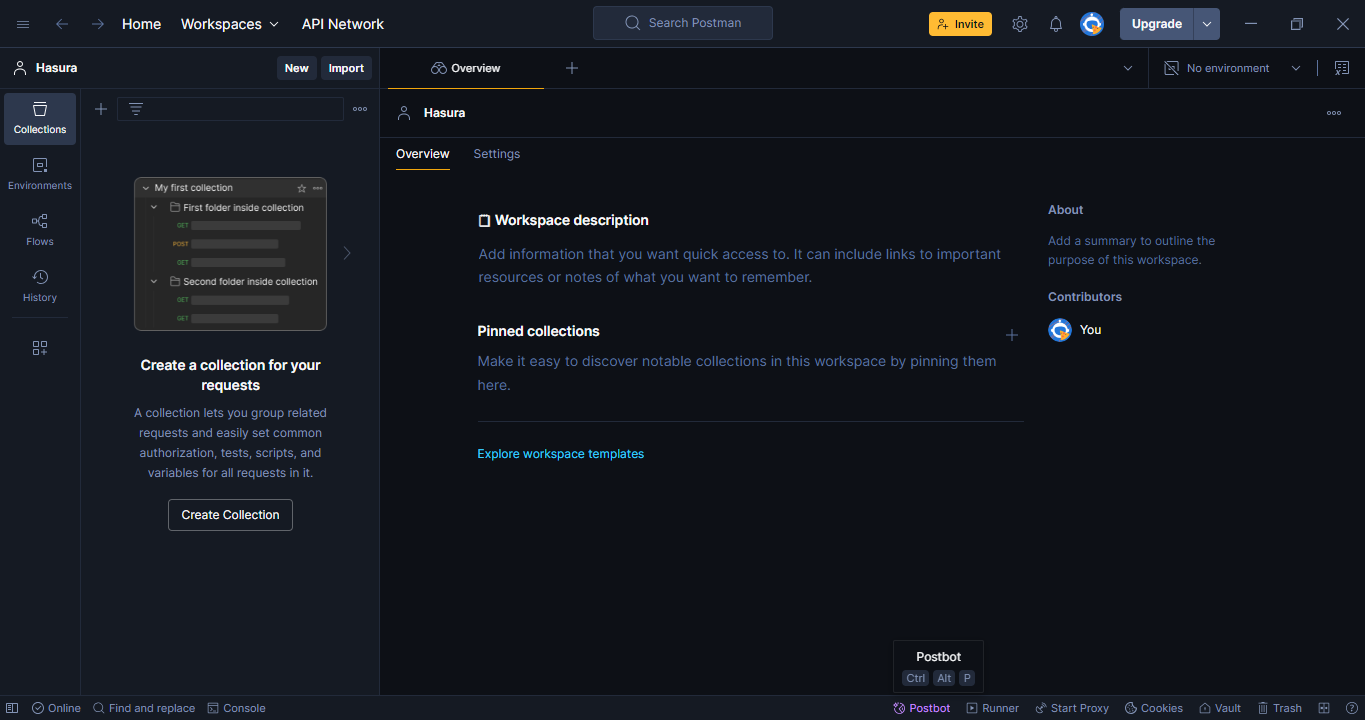 Home Workspaces API Network Search Postman Invite Upgrade
Hasura New Import Overview No environment
Collections
Environments
Flows
History
My first collection
First folder inside collection
GET
POST
GET
Second folder inside collection
GET
GET
Create a collection for your
requests
A collection lets you group related
requests and easily set common
authorization, tests, scripts, and
variables for all requests in it.
Create Collection
Hasura
Overview Settings
Workspace description
Add information that you want quick access to. It can include links to important
resources or notes of what you want to remember.
Pinned collections
Make it easy to discover notable collections in this workspace by pinning them
here.
Explore workspace templates
About
Add a summary to outline the
purpose of this workspace.
Contributors
You
Postbot
Ctrl Alt P
Online Find and replace Console Postbot Runner Start Proxy Cookies Vault Trash